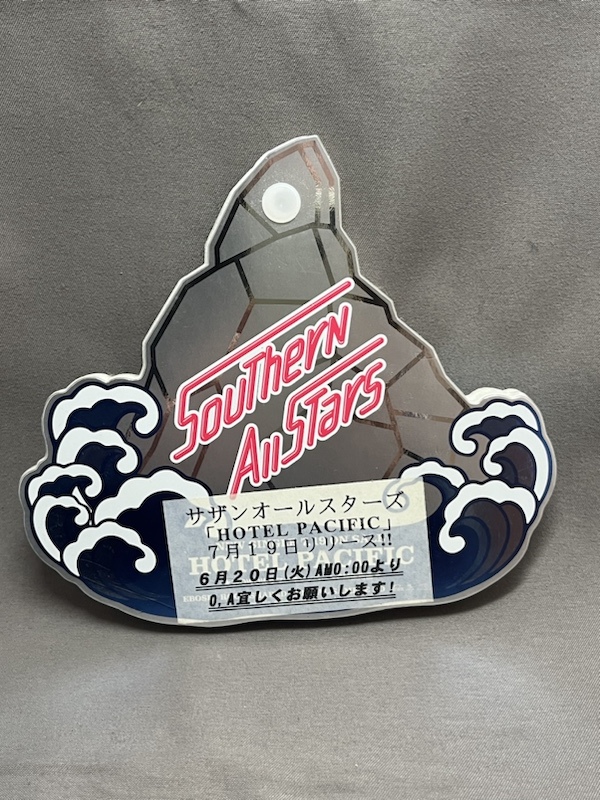 SouThern
All Stars
サザンオールスターズ
「HOTEL PACIFIC」
7月19日リリース!!
HOTEL PACIFIC
6月20日(火)AM0:00より
O,A宜しくお願いします!